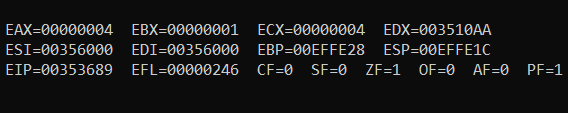 EAX=00000004 EBX=00000001 ECX=00000004 EDX=003510AA
ESI=00356000 EDI=00356000 EBP=00EFFE28 ESP=00EFFE1C
EIP=00353689 EFL=00000246 CF=0 SF=0 ZF=1 OF=0 AF=0 PF=1